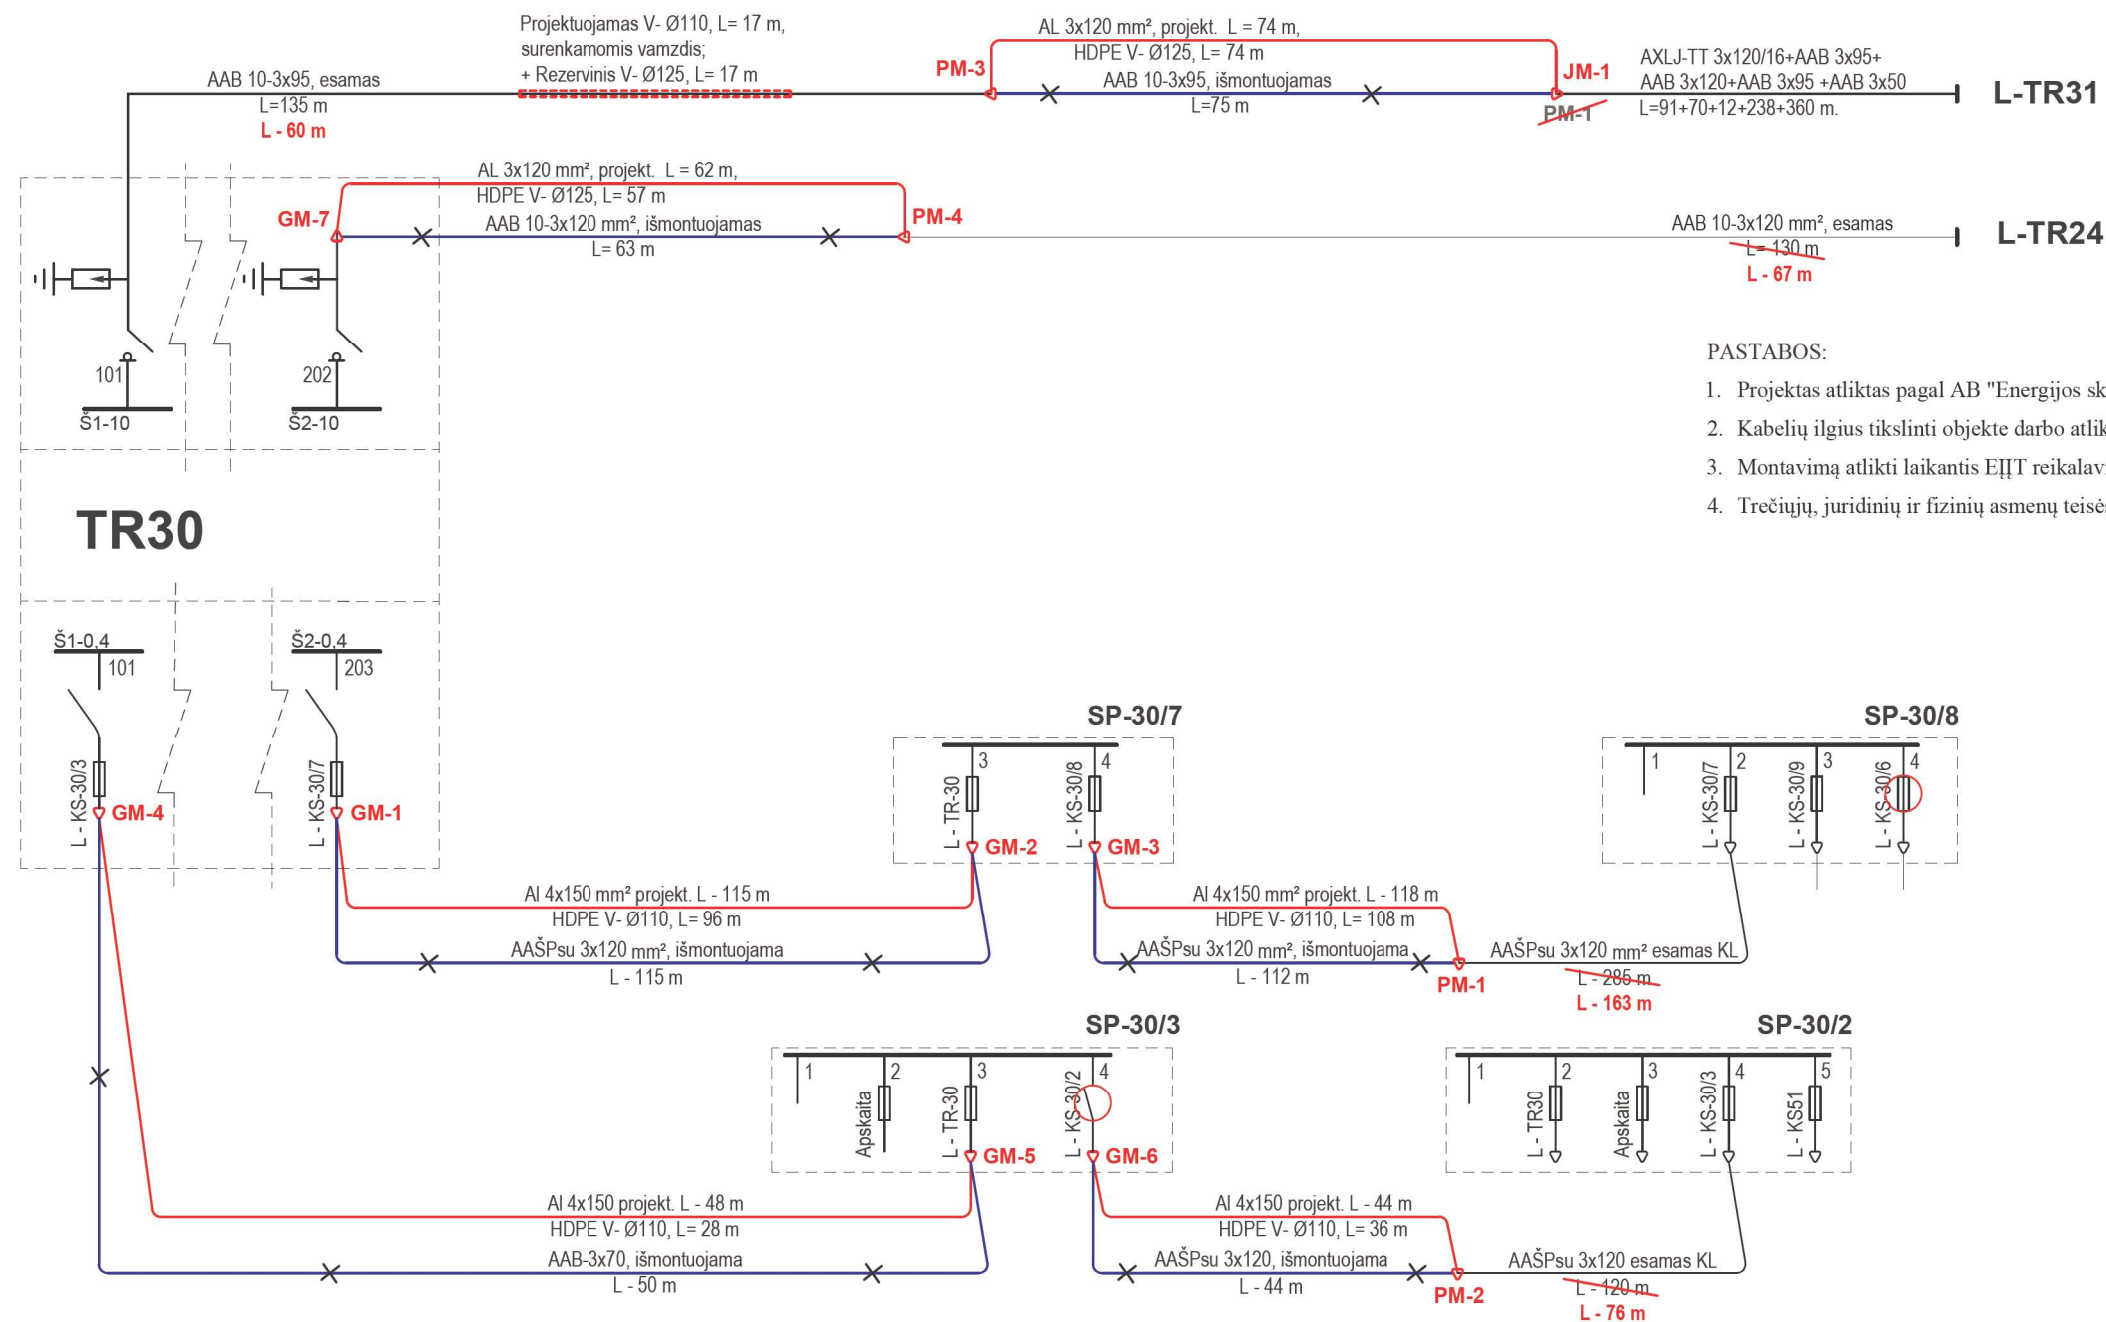 Projektuojamas V- Ø110, L= 17 m,
surenkamomis vamzdis;
+ Rezervinis V- Ø125, L= 17 m
AAB 10-3x95, esamas
L=135 m
L - 60 m
PM-3
AL 3x120 mm², projekt. L = 74 m,
HDPE V- Ø125, L= 74 m
AAB 10-3x95, išmontuojamas
L=75 m
JM-1
PM-1
AXLJ-TT 3x120/16+AAB 3x95+
AAB 3x120+AAB 3x95 +AAB 3x50
L=91+70+12+238+360 m.
L-TR31
GM-7
AL 3x120 mm², projekt. L = 62 m,
HDPE V- Ø125, L= 57 m
AAB 10-3x120 mm², išmontuojamas
L= 63 m
PM-4
AAB 10-3x120 mm², esamas
L= 130 m
L - 67 m
L-TR24
101
Š1-10
202
Š2-10
PASTABOS:
1. Projektas atliktas pagal AB "Energijos sk
2. Kabelių ilgius tikslinti objekte darbo atlik
3. Montavimą atlikti laikantis EĮĮT reikalav
4. Trečiųjų, juridinių ir fizinių asmenų teisės
TR30
Š1-0,4
101
L - KS-30/3
GM-4
Š2-0,4
203
L - KS-30/7
GM-1
SP-30/7
3
L - TR-30
GM-2
4
L - KS-30/8
GM-3
SP-30/8
1
2
L - KS-30/7
3
L - KS-30/9
4
L - KS-30/6
Al 4x150 mm² projekt. L - 115 m
HDPE V- Ø110, L= 96 m
AAŠPsu 3x120 mm², išmontuojama
L - 115 m
Al 4x150 mm² projekt. L - 118 m
HDPE V- Ø110, L= 108 m
AAŠPsu 3x120 mm², išmontuojama
L - 112 m
PM-1
AAŠPsu 3x120 mm² esamas KL
L - 285 m
L - 163 m
SP-30/3
1
2
Apskaita
3
L - TR-30
GM-5
4
L - KS-30/2
GM-6
SP-30/2
1
2
L - TR30
3
Apskaita
4
L - KS-30/3
5
L - KS51
Al 4x150 projekt. L - 48 m
HDPE V- Ø110, L= 28 m
AAB-3x70, išmontuojama
L - 50 m
Al 4x150 projekt. L - 44 m
HDPE V- Ø110, L= 36 m
AAŠPsu 3x120, išmontuojama
L - 44 m
PM-2
AAŠPsu 3x120 esamas KL
L - 120 m
L - 76 m